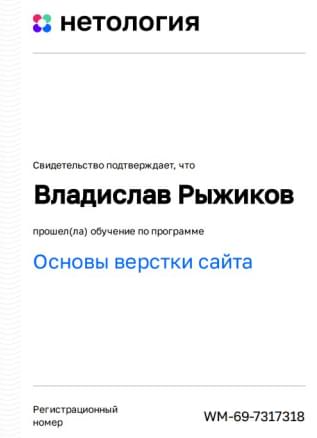 нетология
Свидетельство подтверждает, что
Владислав Рыжиков
прошел(ла) обучение по программе
Основы верстки сайта
Регистрационный
номер
WM-69-7317318